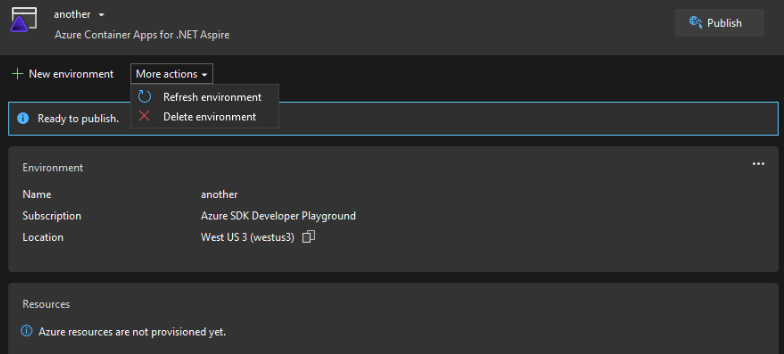 another
Azure Container Apps for .NET Aspire
Publish
New environment
More actions
Refresh environment
Delete environment
Ready to publish.
Environment
Name another
Subscription Azure SDK Developer Playground
Location West US 3 (westus3)
Resources
Azure resources are not provisioned yet.